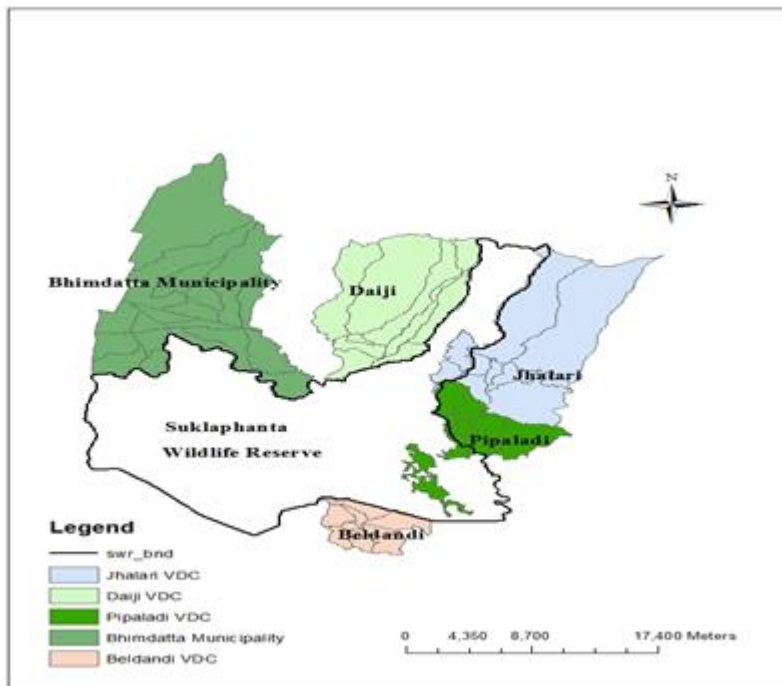 N
Bhimdatta Municipality
Daiji
Jhalari
Suklaphanta
Wildlife Reserve
Pipaladi
Beldandi
Legend
swr_bnd
Jhalari VDC
Daiji VDC
Pipaladi VDC
Bhimdatta Municipality
Beldandi VDC
0 4,350 8,700 17,400 Meters